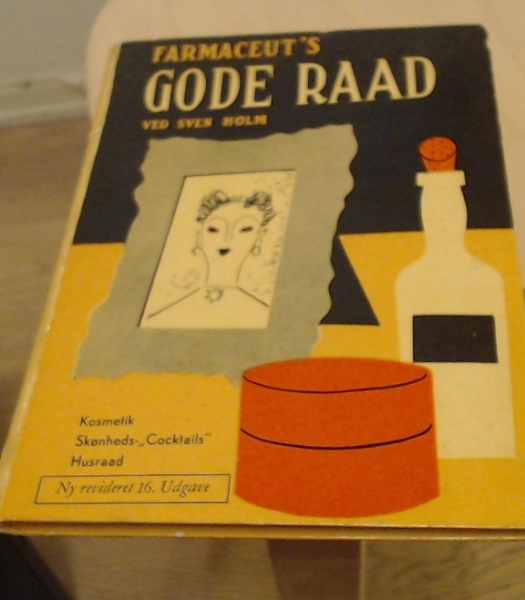 FARMACEUT'S
GODE RAAD
VED SVEN HOLM
Kosmetik
Skønheds-„Cocktails"
Husraad
Ny revideret 16. Udgave